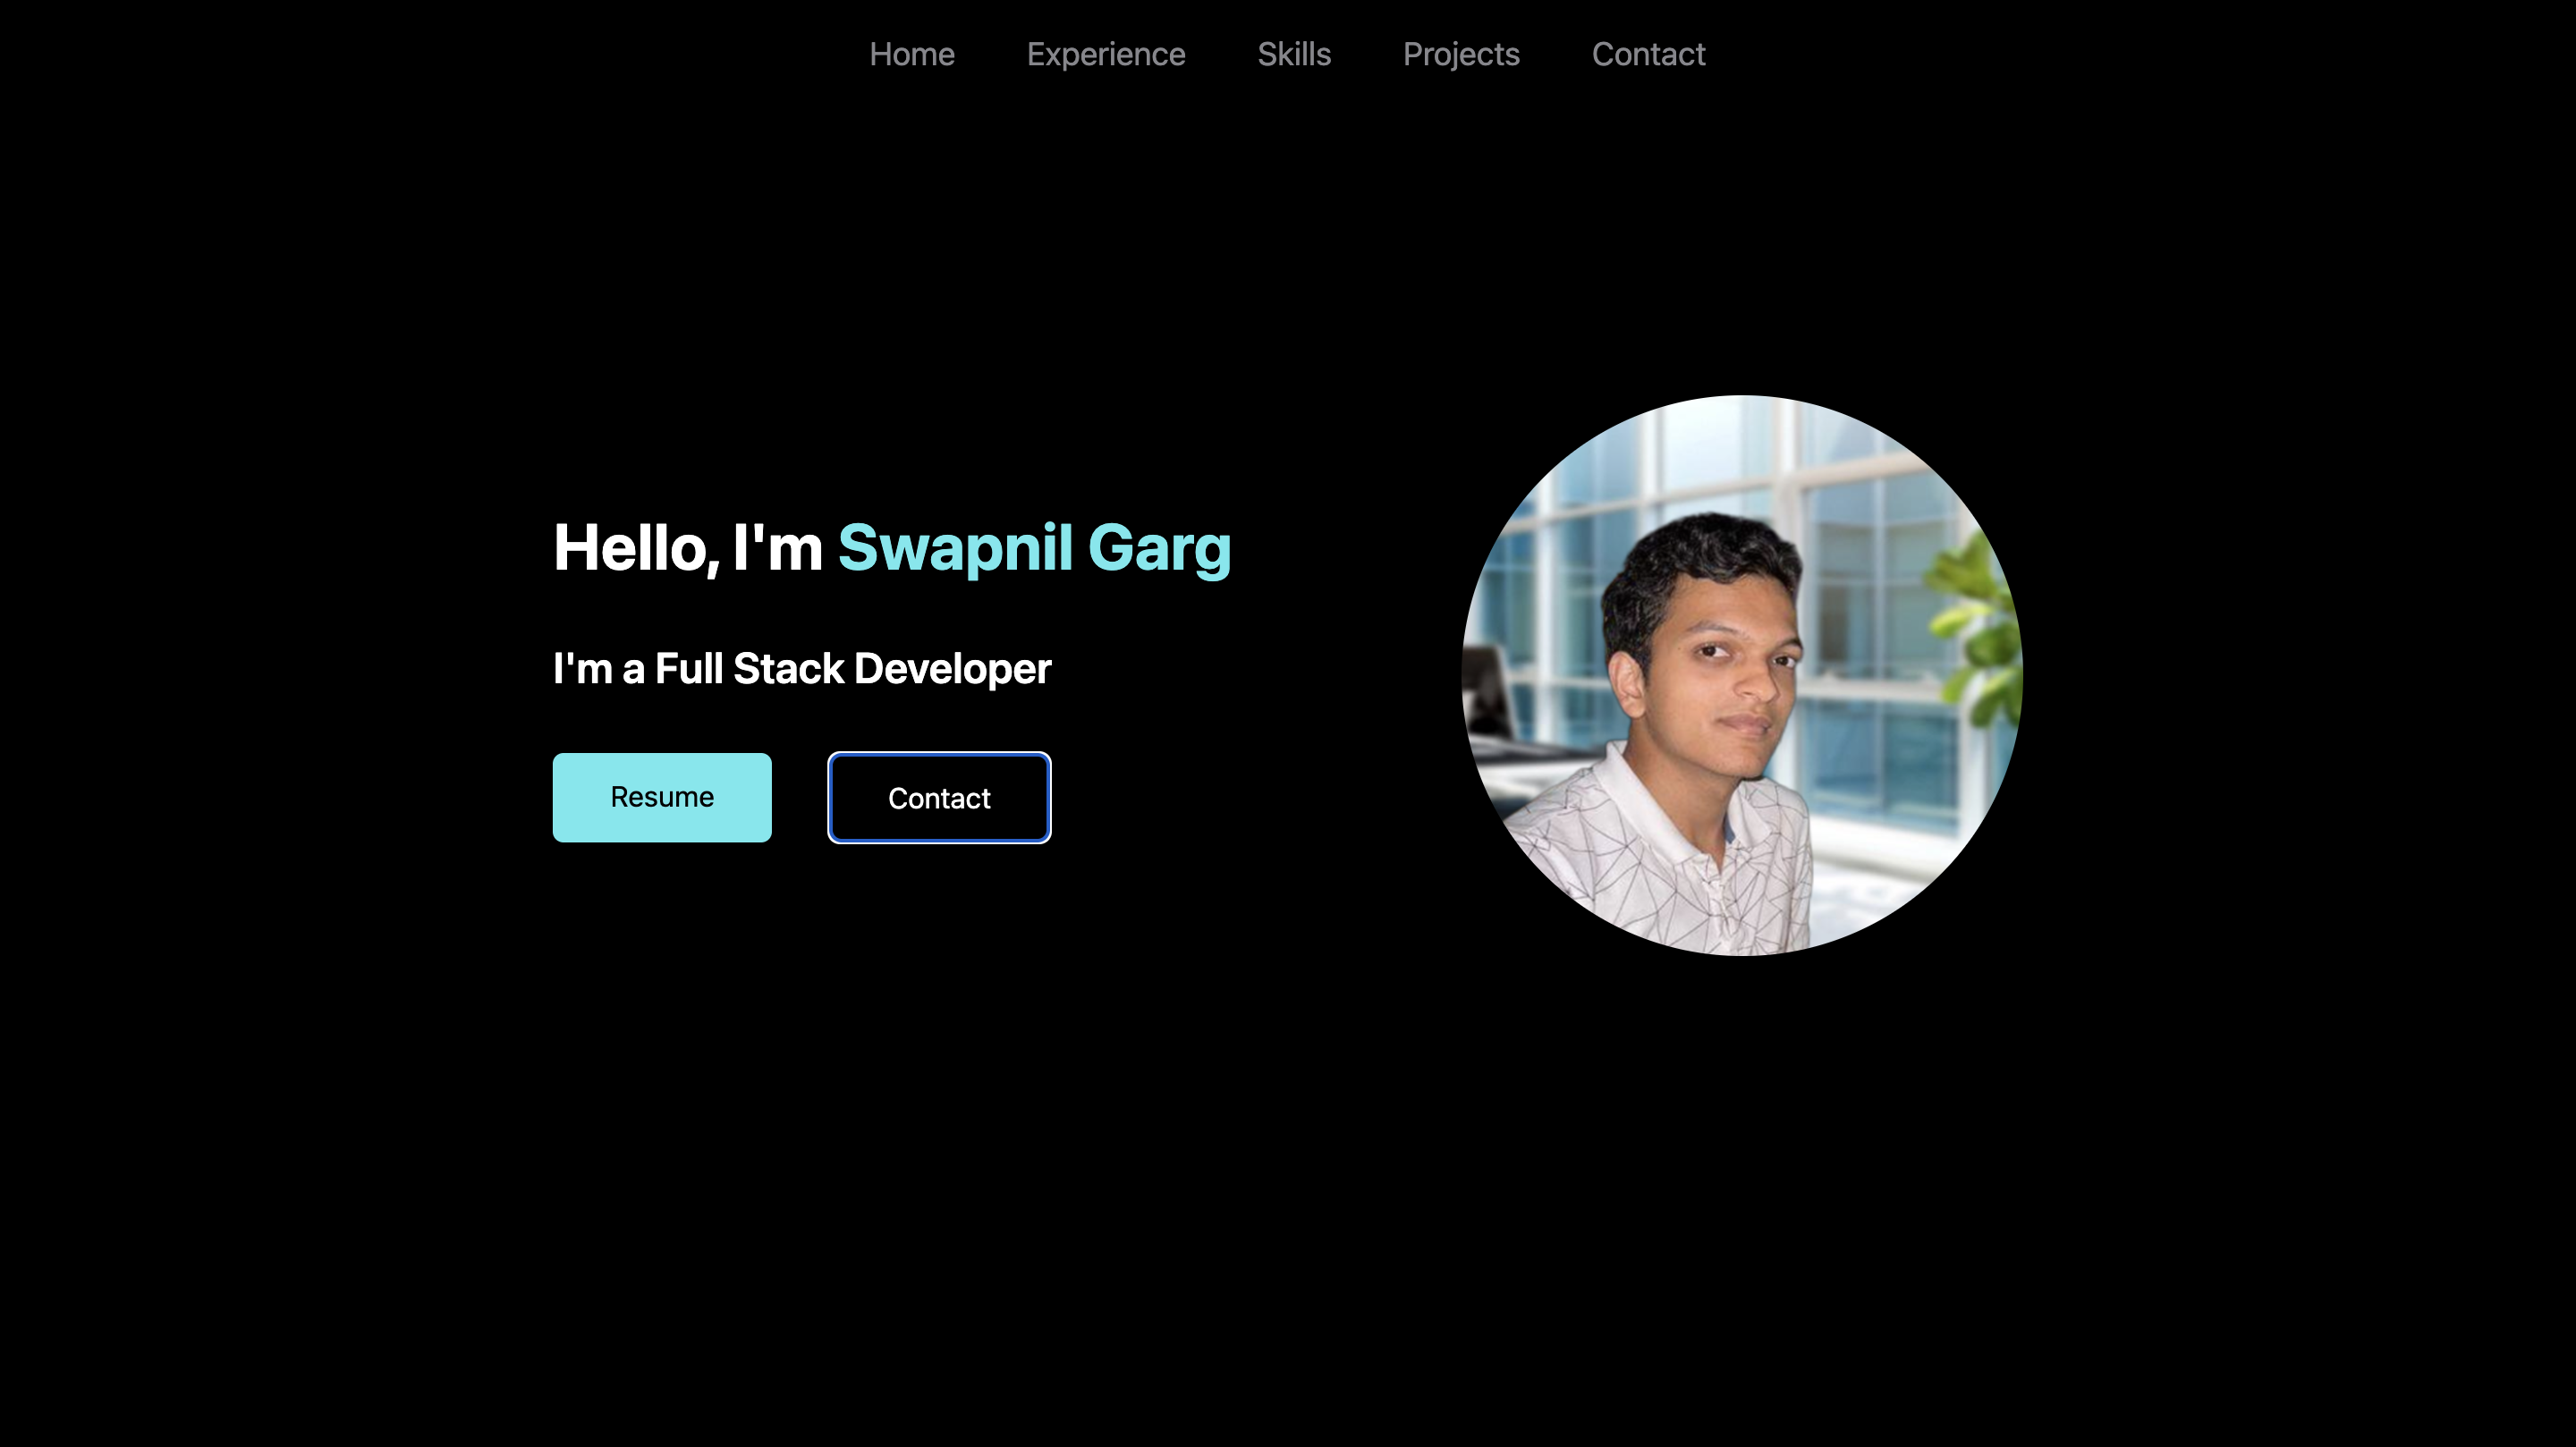 Home Experience Skills Projects Contact
Hello, I'm Swapnil Garg
I'm a Full Stack Developer
Resume Contact